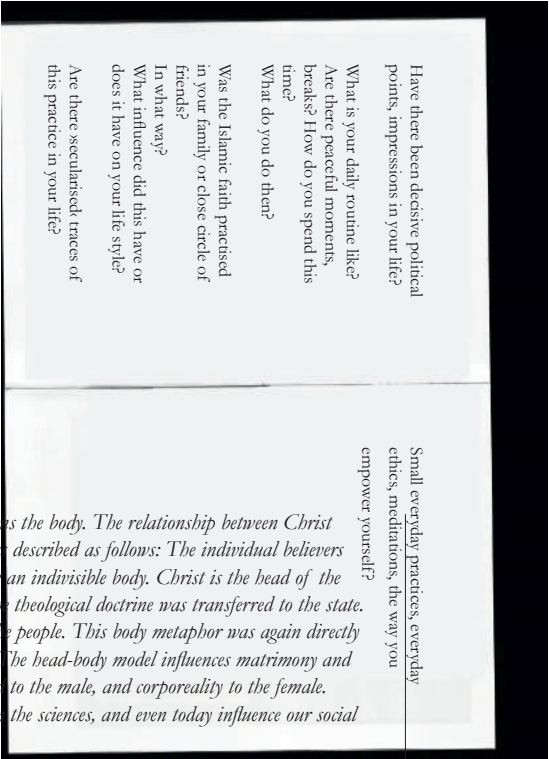 Have there been decisive political
points, impressions in your life?
What is your daily routine like?
Are there peaceful moments,
breaks? How do you spend this
time?
What do you do then?
Was the Islamic faith practised
in your family or close circle of
friends?
In what way?
What influence did this have or
does it have on your life style?
Are there ›secularised‹ traces of
this practice in your life?
Small everyday practices, everyday
ethics, meditations, the way you
empower yourself?
as the body. The relationship between Christ
described as follows: The individual believers
an indivisible body. Christ is the head of the
theological doctrine was transferred to the state.
people. This body metaphor was again directly
The head-body model influences matrimony and
to the male, and corporeality to the female.
the sciences, and even today influence our social